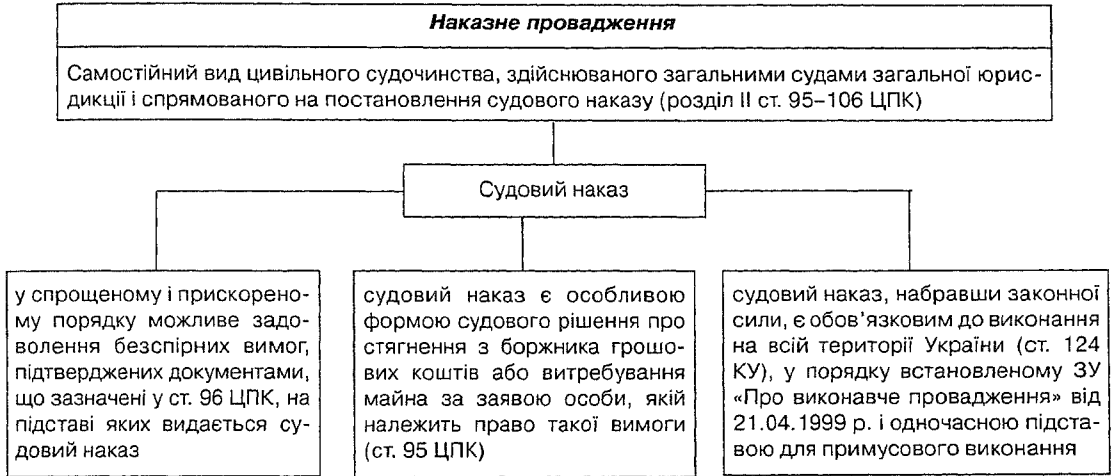 Наказне провадження
Самостійний вид цивільного судочинства, здійснюваного загальними судами загальної юрис-
дикції і спрямованого на постановлення судового наказу (розділ II ст. 95–106 ЦПК)
Судовий наказ
у спрощеному і прискорено-
му порядку можливе задо-
волення безспірних вимог,
підтверджених документами,
що зазначені у ст. 96 ЦПК, на
підставі яких видається су-
довий наказ
судовий наказ є особливою
формою судового рішення про
стягнення з боржника грошо-
вих коштів або витребування
майна за заявою особи, якій
належить право такої вимоги
(ст. 95 ЦПК)
судовий наказ, набравши законної
сили, є обов’язковим до виконання
на всій території України (ст. 124
КУ), у порядку встановленому ЗУ
«Про виконавче провадження» від
21.04.1999 р. і одночасною підста-
вою для примусового виконання